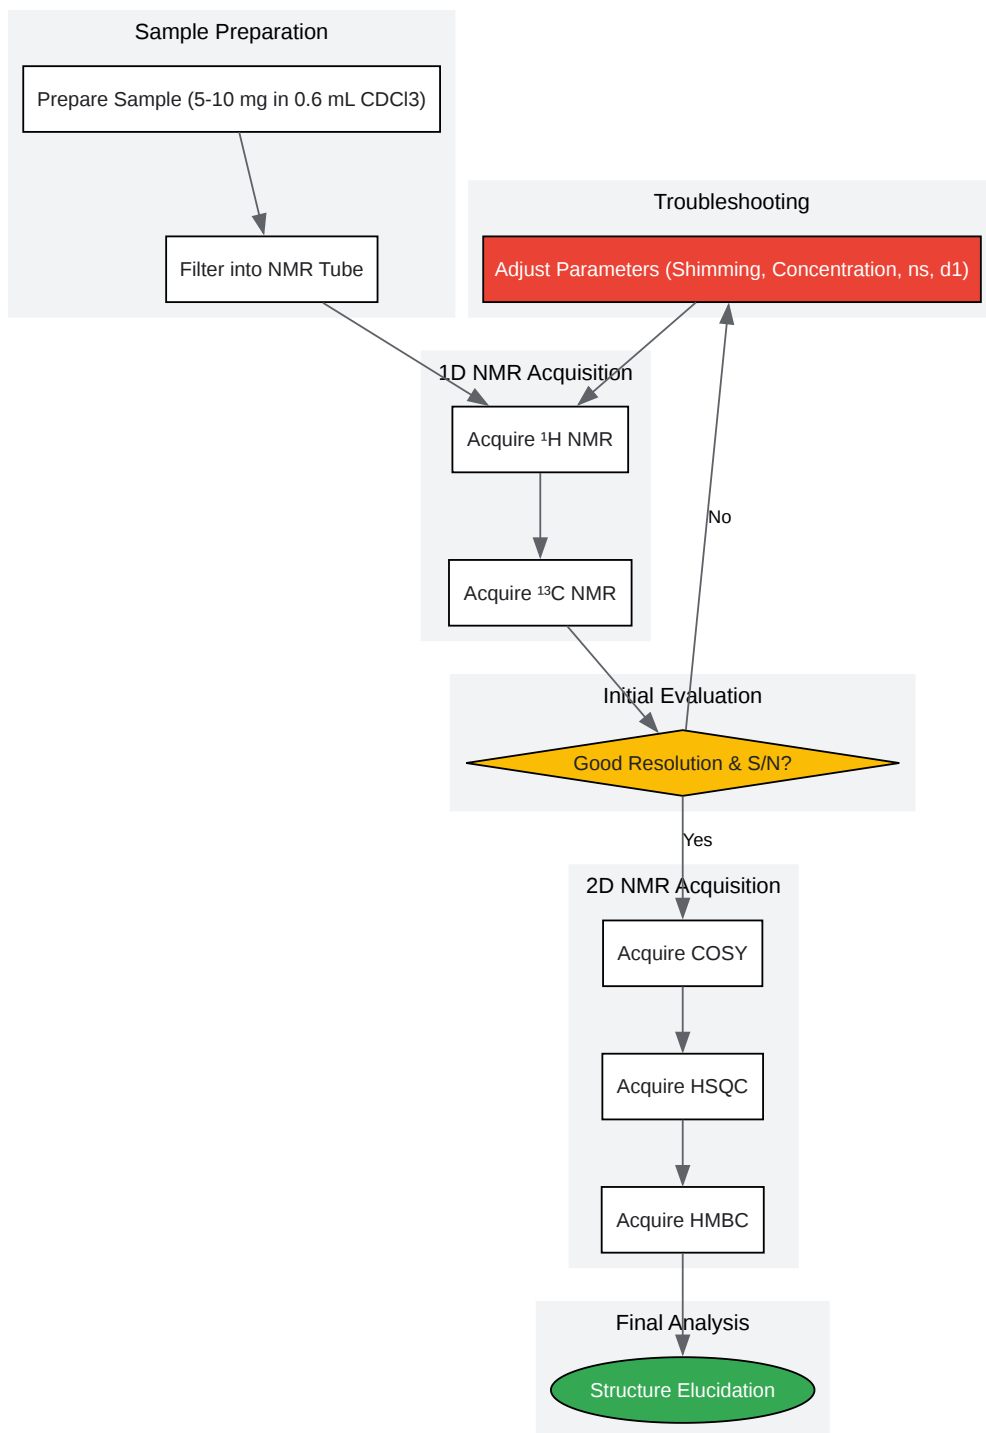 Sample Preparation
Prepare Sample (5-10 mg in 0.6 mL CDCl3)
Filter into NMR Tube
Troubleshooting
Adjust Parameters (Shimming, Concentration, ns, d1)
1D NMR Acquisition
Acquire ¹H NMR
Acquire ¹³C NMR
No
Initial Evaluation
Good Resolution & S/N?
Yes
2D NMR Acquisition
Acquire COSY
Acquire HSQC
Acquire HMBC
Final Analysis
Structure Elucidation